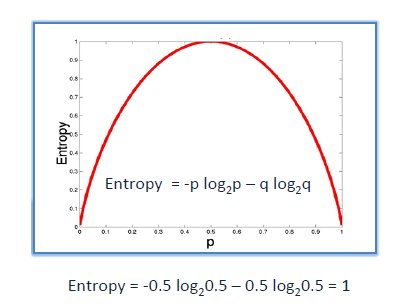 1
0.9
0.8
0.7
0.6
0.5
0.4
0.3
0.2
0.1
0
Entropy
Entropy = -p log₂p – q log₂q
0 0.1 0.2 0.3 0.4 0.5 0.6 0.7 0.8 0.9 1
p
Entropy = -0.5 log₂0.5 – 0.5 log₂0.5 = 1